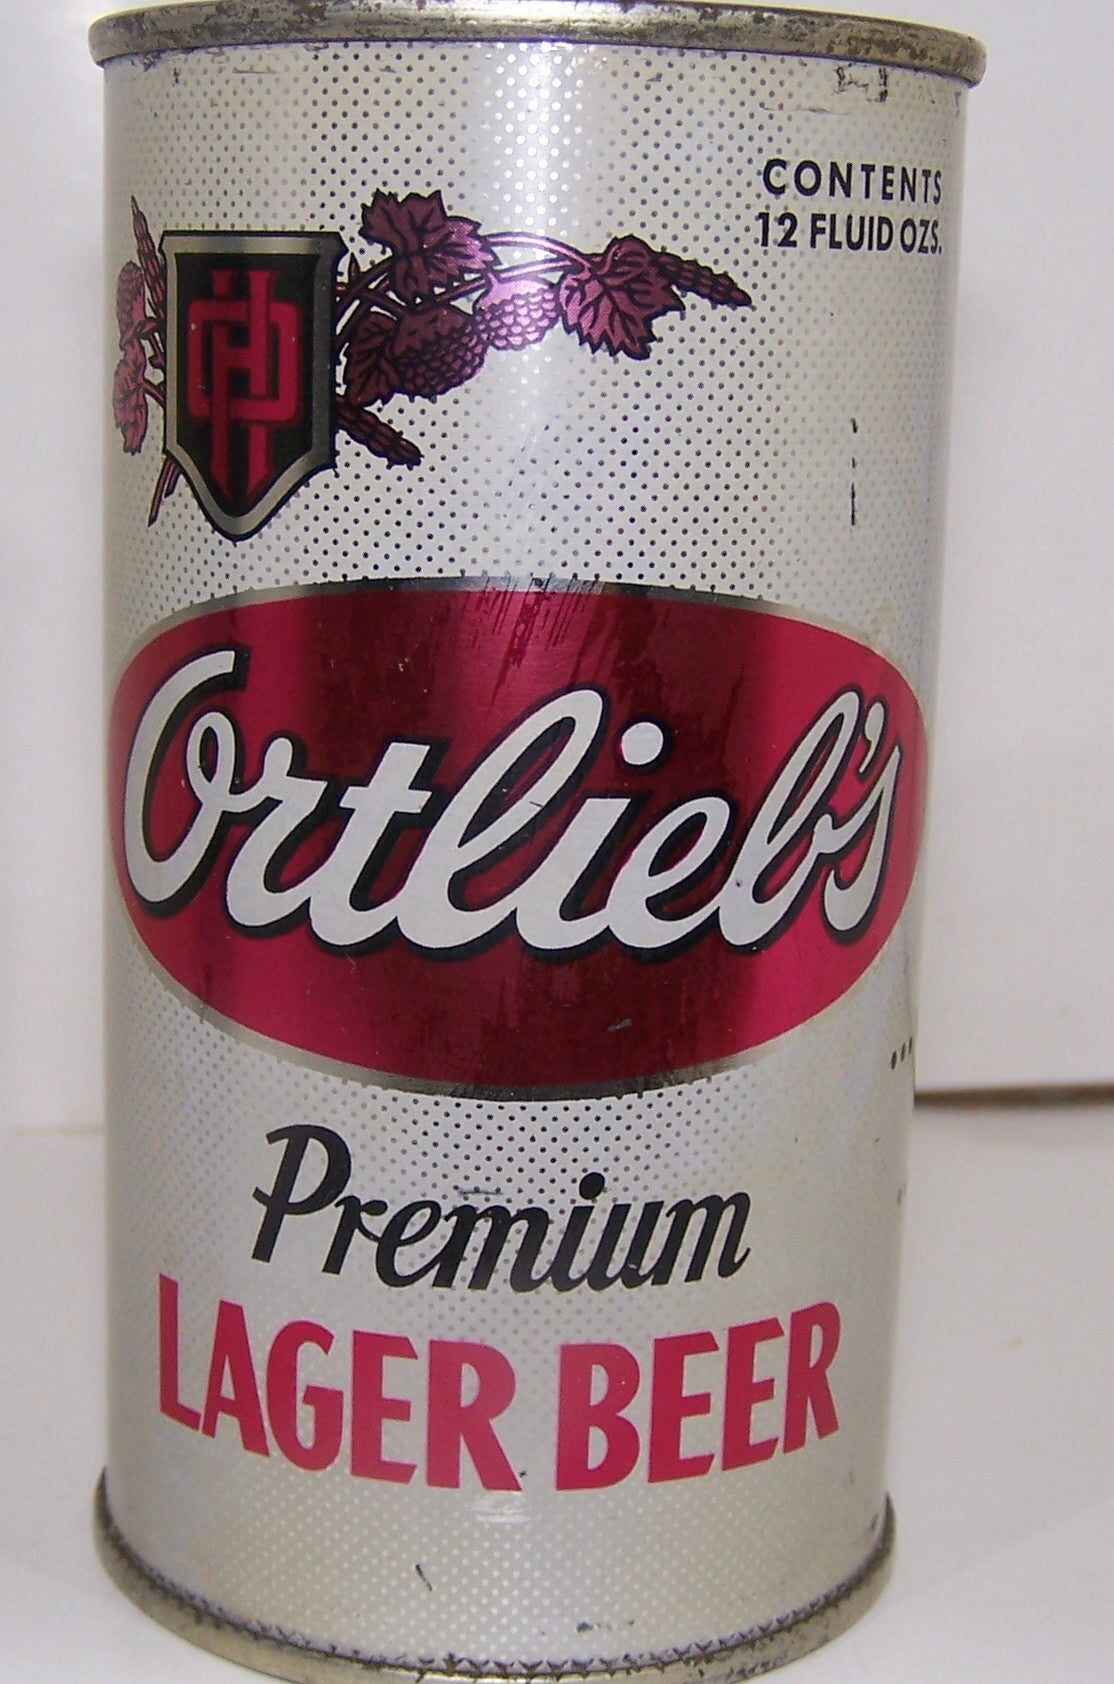 CONTENTS
12 FLUID OZS.
Ortlieb's
Premium
LAGER BEER